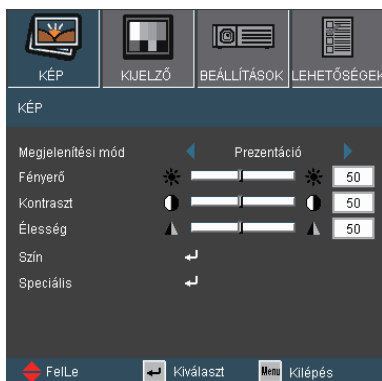 KÉP KIJELZŐ BEÁLLÍTÁSOK LEHETŐSÉGEK
KÉP
Megjelenítési mód Prezentáció
Fényerő 50
Kontraszt 50
Élesség 50
Szín
Speciális
FelLe Kiválaszt Menu Kilépés